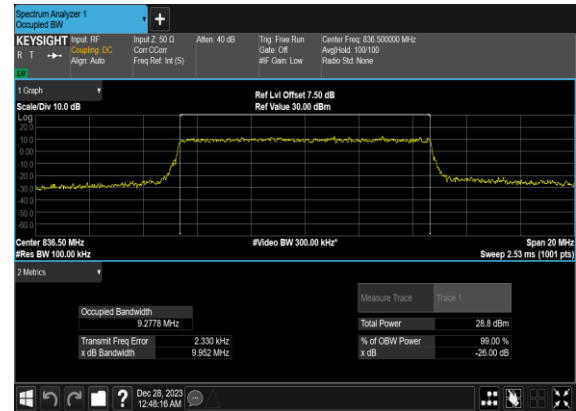 Spectrum Analyzer 1
Occupied BW
KEYSIGHT
R T
Input: RF
Coupling: DC
Align: Auto
Input Z: 50 Ω
Corr CCorr
Freq Ref: Int (S)
Atten: 40 dB
Trig: Free Run
Gate: Off
#IF Gain: Low
Center Freq: 836.500000 MHz
Avg|Hold: 100/100
Radio Std: None
1 Graph
Scale/Div 10.0 dB
Ref Lvl Offset 7.50 dB
Ref Value 30.00 dBm
Log
20.0
10.0
0.00
-10.0
-20.0
-30.0
-40.0
-50.0
-60.0
Center 836.50 MHz
#Res BW 100.00 kHz
#Video BW 300.00 kHz*
Span 20 MHz
Sweep 2.53 ms (1001 pts)
2 Metrics
Measure Trace Trace 1
Occupied Bandwidth
9.2778 MHz
Total Power 28.8 dBm
Transmit Freq Error 2.330 kHz
% of OBW Power 99.00 %
x dB Bandwidth 9.952 MHz
x dB -26.00 dB
Dec 28, 2023
12:48:16 AM